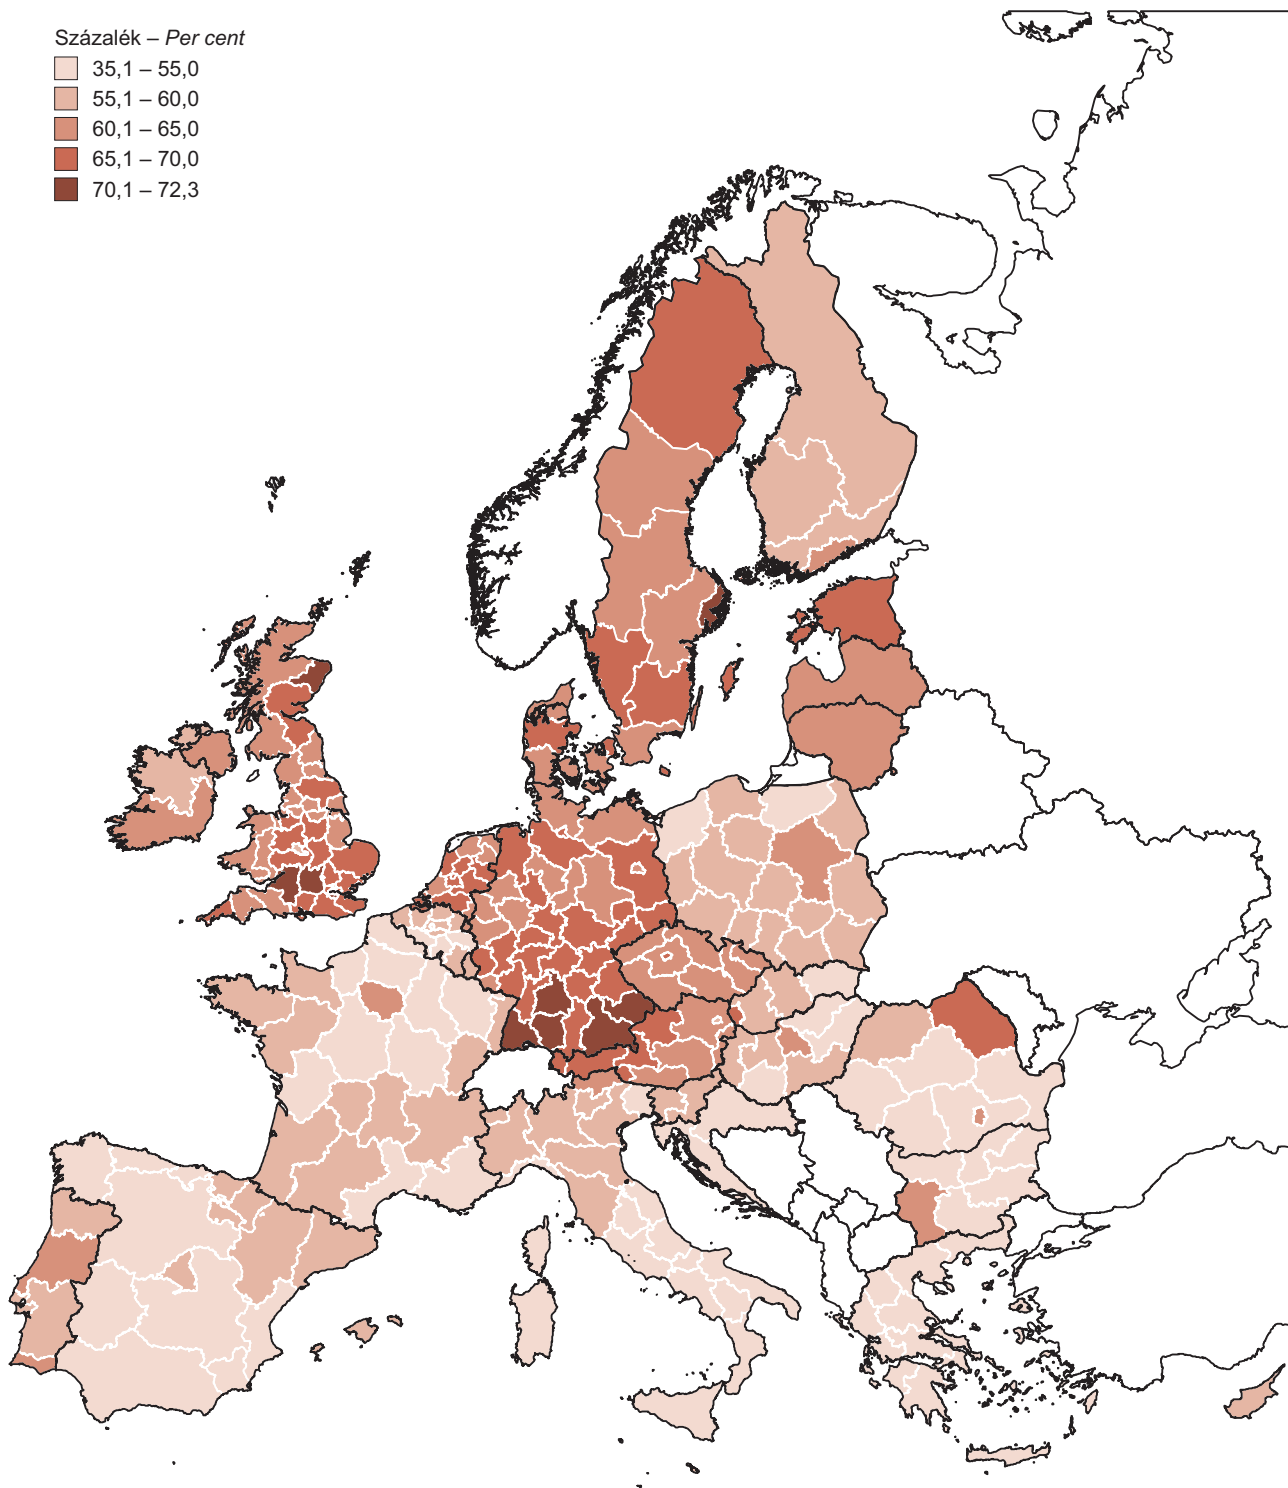 Százalék – Per cent
35,1 – 55,0
55,1 – 60,0
60,1 – 65,0
65,1 – 70,0
70,1 – 72,3